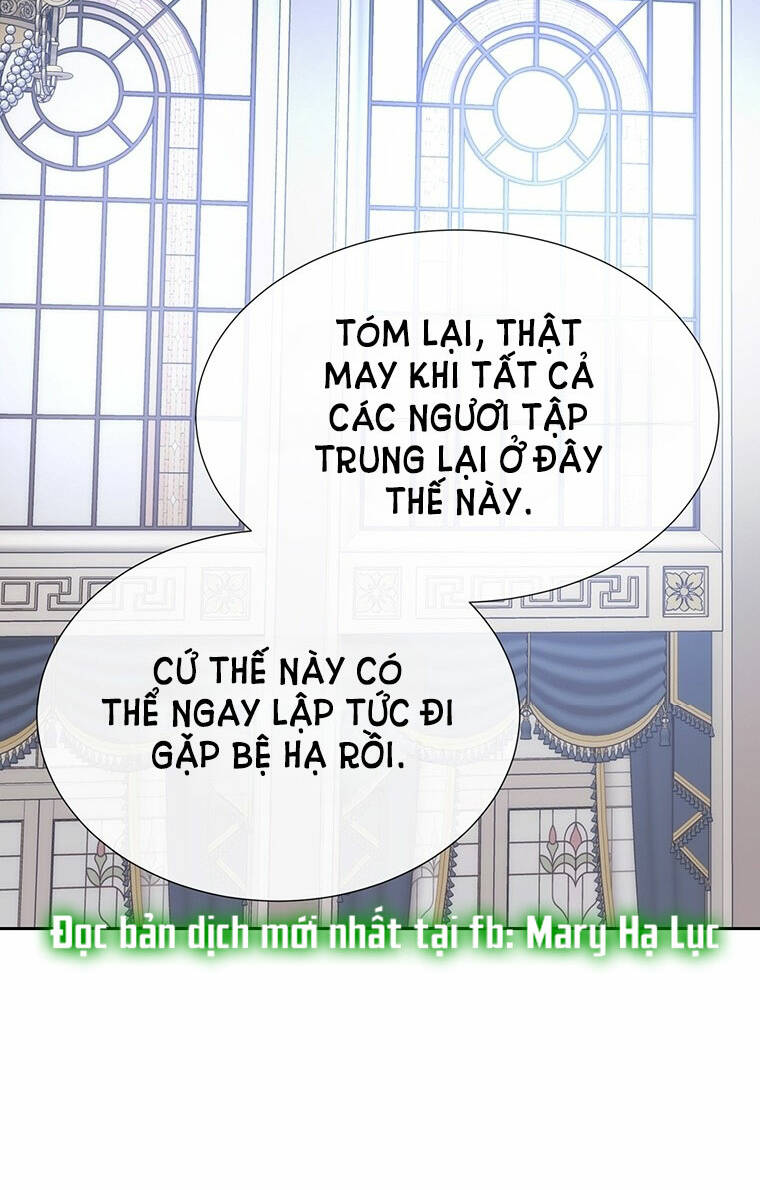 TÓM LẠI, THẬT
MAY KHI TẤT CẢ
CÁC NGƯƠI TẬP
TRUNG LẠI Ở ĐÂY
THẾ NÀY.
CỨ THẾ NÀY CÓ
THỂ NGAY LẬP TỨC ĐI
GẶP BỆ HẠ RỒI.
Đọc bản dịch mới nhất tại fb: Mary Hạ Lục